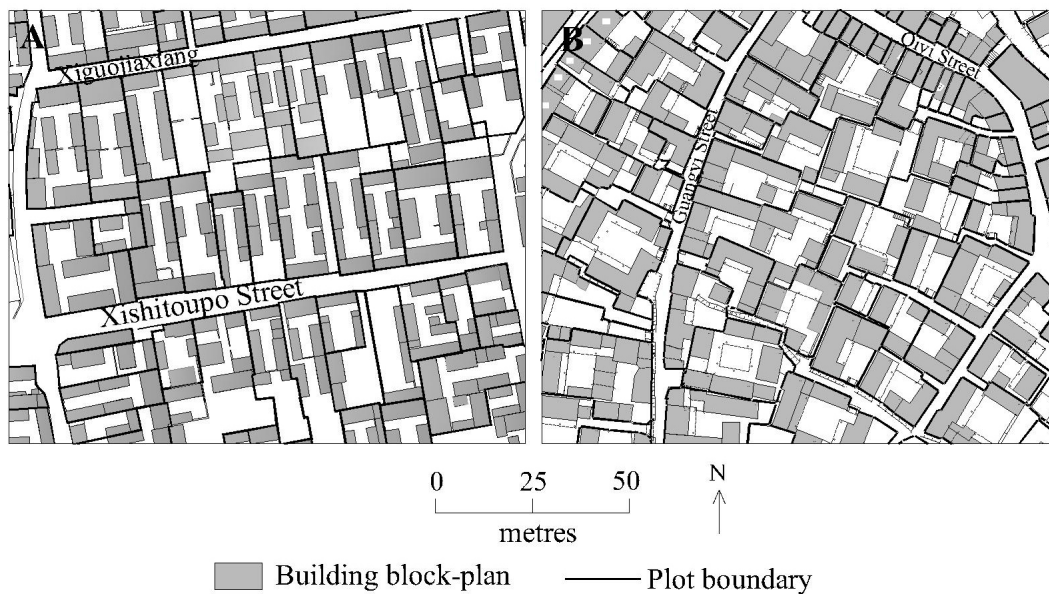 A
Xiguojiaxiang
Xishitoupo Street
B
Qiyi Street
Guangyi Street
0 25 50
metres
N
Building block-plan
Plot boundary